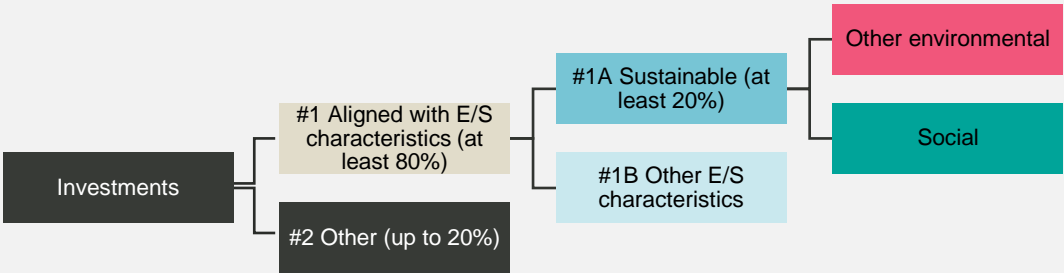 Investments
#1 Aligned with E/S
characteristics (at
least 80%)
#2 Other (up to 20%)
#1A Sustainable (at
least 20%)
#1B Other E/S
characteristics
Other environmental
Social